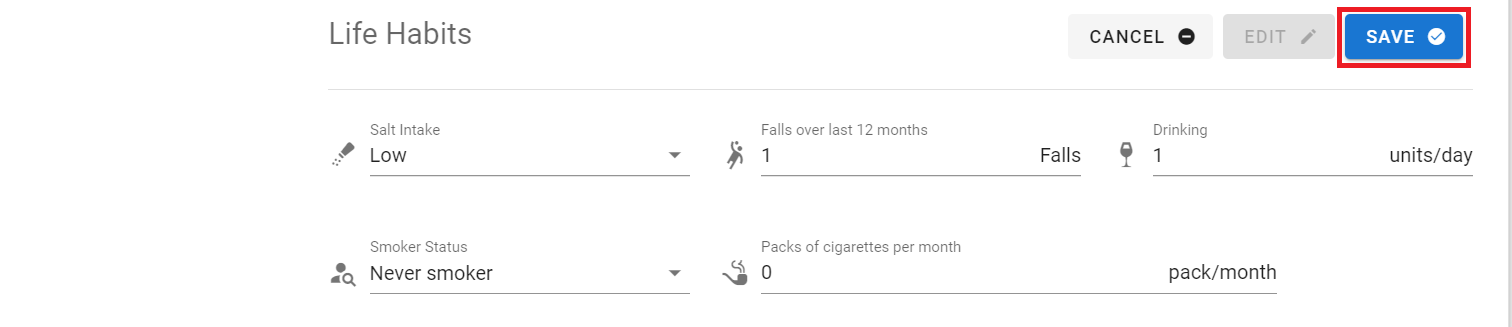 Life Habits
CANCEL EDIT SAVE
Salt Intake Falls over last 12 months Drinking
Low 1 Falls 1 units/day
Smoker Status Packs of cigarettes per month
Never smoker 0 pack/month